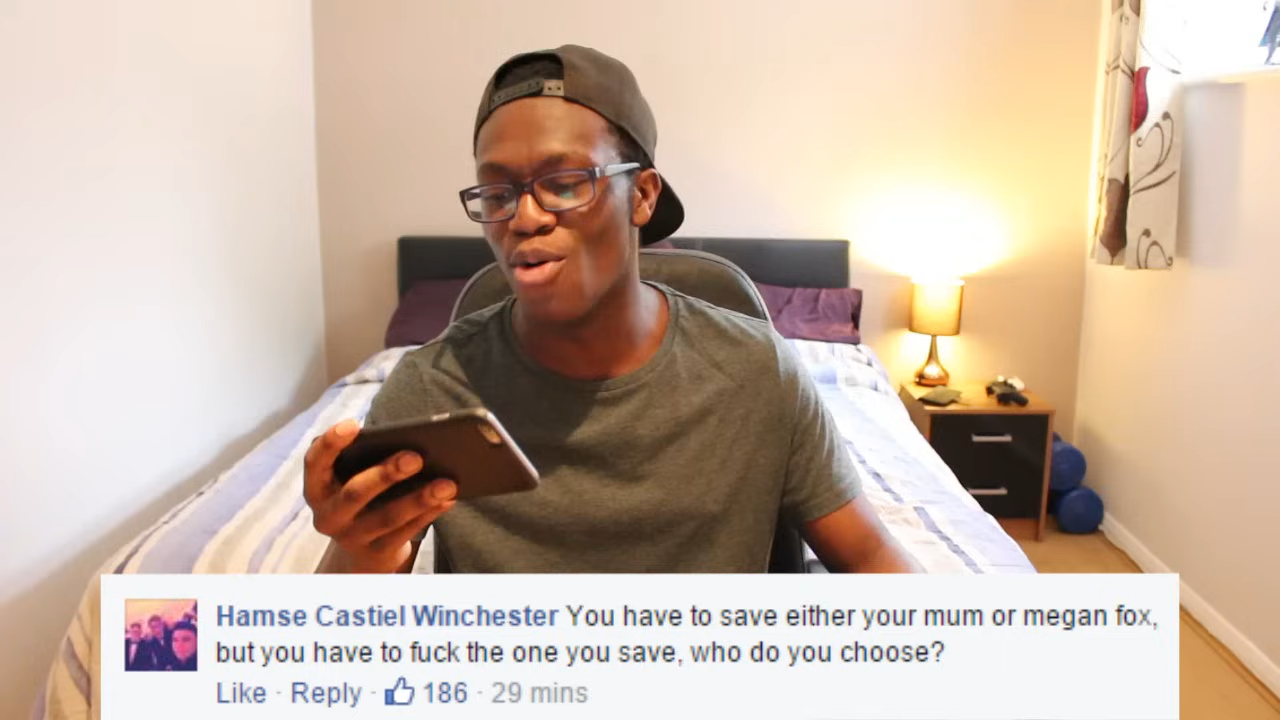 Hamse Castiel Winchester You have to save either your mum or megan fox,
but you have to fuck the one you save, who do you choose?
Like · Reply · 186 · 29 mins